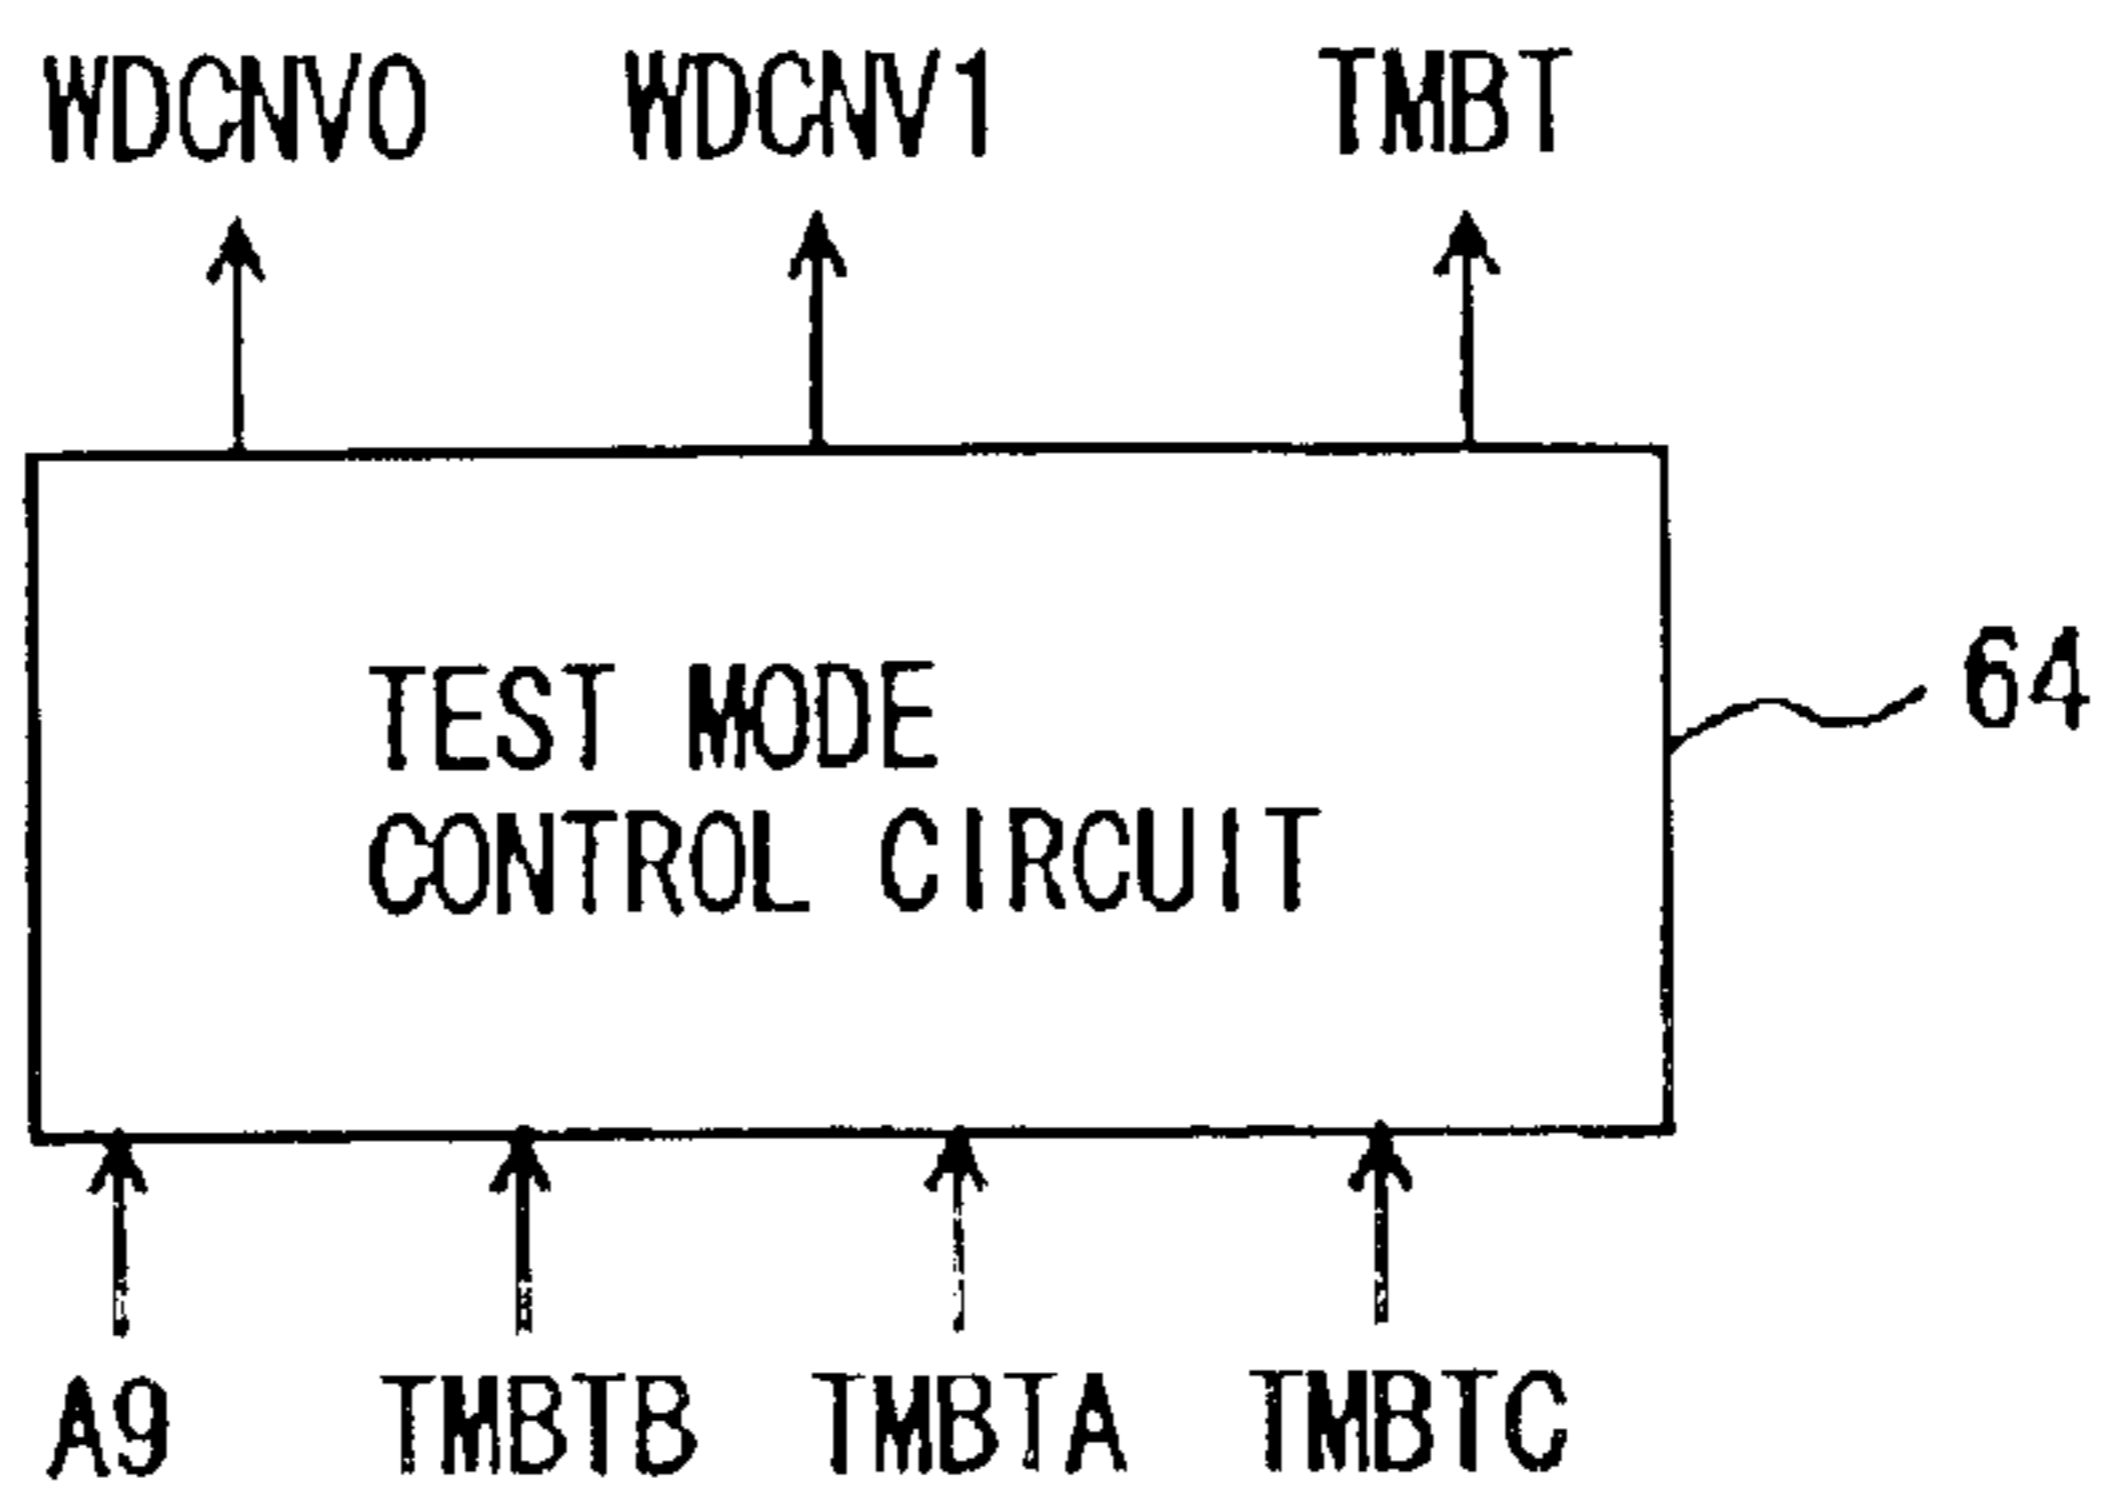 WDCNV0 WDCNV1 TMBT
TEST MODE
CONTROL CIRCUIT
64
A9 TMBTB TMBTA TMBTC